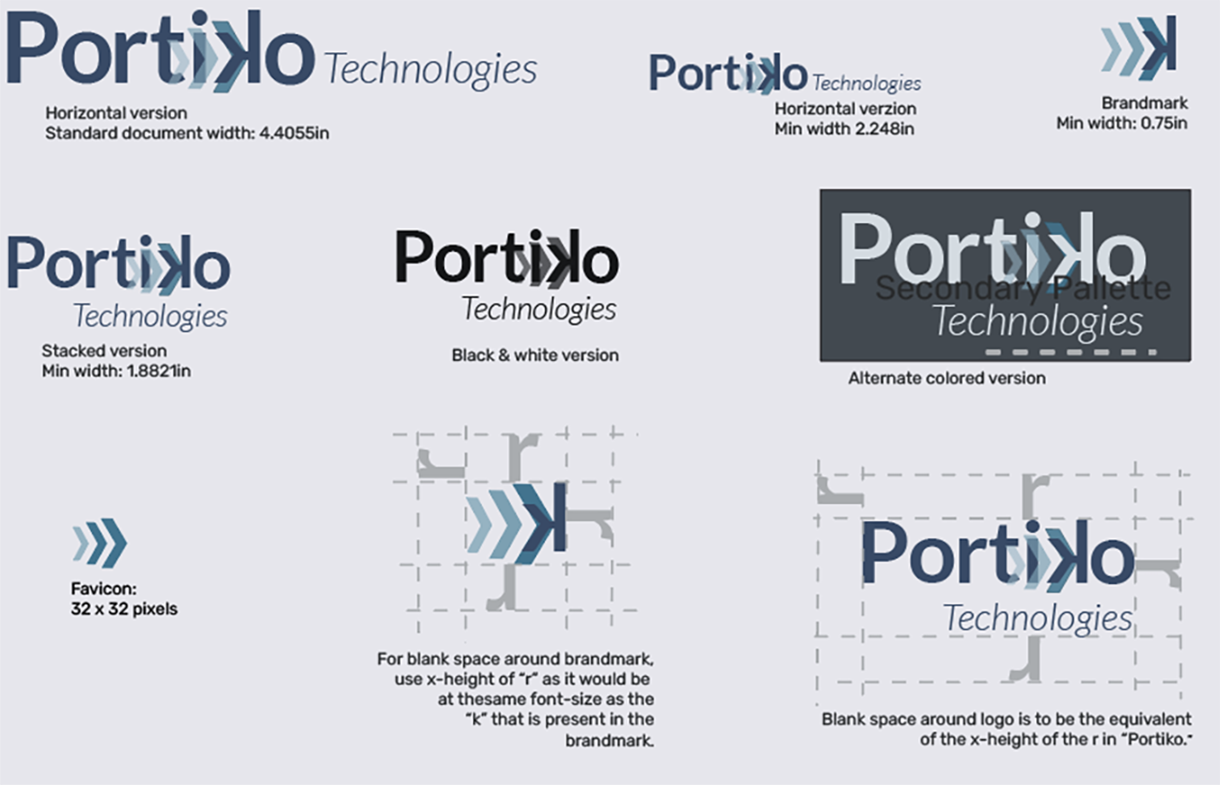 Portiko Technologies
Horizontal version
Standard document width: 4.4055in
Portiko Technologies
Horizontal verzion
Min width 2.248in
k
Brandmark
Min width: 0.75in
Portiko
Technologies
Stacked version
Min width: 1.8821in
Portiko
Technologies
Black & white version
Portiko
Secondary Pallette
Technologies
Alternate colored version
Favicon:
32 x 32 pixels
r
r
k
r
r
For blank space around brandmark,
use x-height of “r” as it would be
at thesame font-size as the
“k” that is present in the
brandmark.
r
r
Portiko
r
Technologies
r
Blank space around logo is to be the equivalent
of the x-height of the r in “Portiko.”